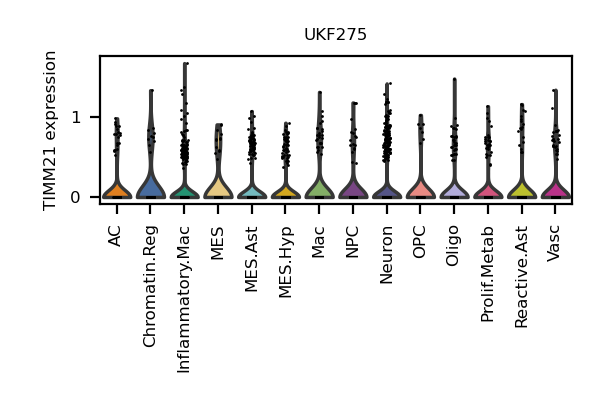 UKF275
TIMM21 expression
1
0
AC
Chromatin.Reg
Inflammatory.Mac
MES
MES.Ast
MES.Hyp
Mac
NPC
Neuron
OPC
Oligo
Prolif.Metab
Reactive.Ast
Vasc